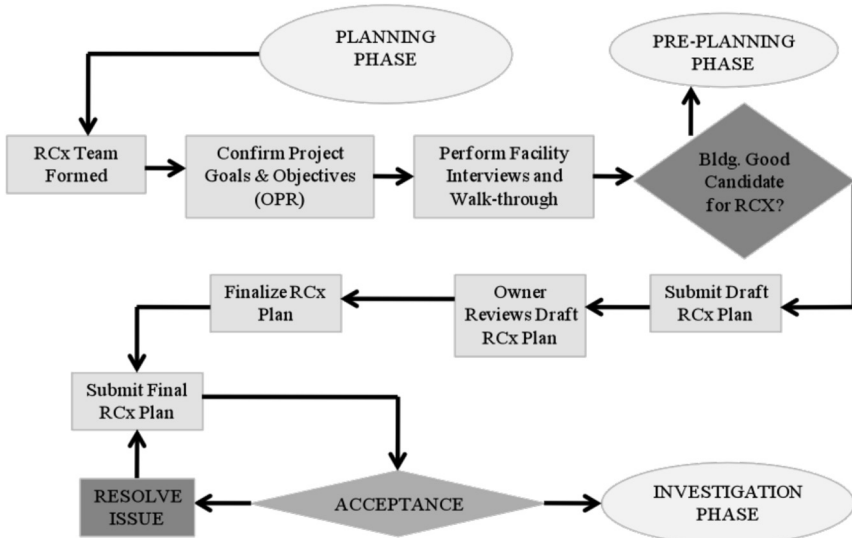 PLANNING
PHASE
PRE-PLANNING
PHASE
RCx Team
Formed
Confirm Project
Goals & Objectives
(OPR)
Perform Facility
Interviews and
Walk-through
Bldg. Good
Candidate
for RCX?
Finalize RCx
Plan
Owner
Reviews Draft
RCx Plan
Submit Draft
RCx Plan
Submit Final
RCx Plan
RESOLVE
ISSUE
ACCEPTANCE
INVESTIGATION
PHASE